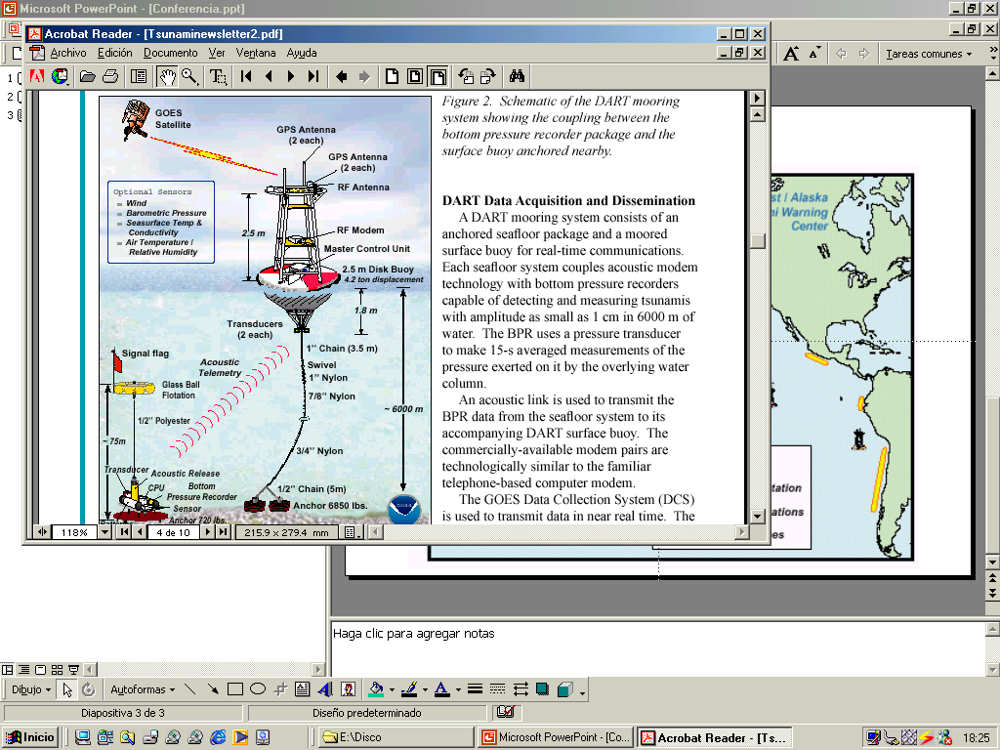 Microsoft PowerPoint - [Conferencia.ppt]
Acrobat Reader - [Tsunaminewsletter2.pdf]
Archivo Edición Documento Ver Ventana Ayuda
Tareas comunes
1
2
3
GOES
Satellite
GPS Antenna
(2 each)
GPS Antenna
(2 each)
RF Antenna
Optional Sensors
Wind
Barometric Pressure
Seasurface Temp &
Conductivity
Air Temperature /
Relative Humidity
2.5 m
RF Modem
Master Control Unit
2.5 m Disk Buoy
4.2 ton displacement
1.8 m
Transducers
(2 each)
1" Chain (3.5 m)
Signal flag
Acoustic
Telemetry
Swivel
1" Nylon
Glass Ball
Flotation
7/8" Nylon
~ 6000 m
1/2" Polyester
~ 75m
3/4" Nylon
Transducer
Acoustic Release
CPU
Bottom
Pressure Recorder
Sensor
Anchor 720 lbs.
1/2" Chain (5m)
Anchor 6850 lbs.
Figure 2. Schematic of the DART mooring
system showing the coupling between the
bottom pressure recorder package and the
surface buoy anchored nearby.
DART Data Acquisition and Dissemination
A DART mooring system consists of an
anchored seafloor package and a moored
surface buoy for real-time communications.
Each seafloor system couples acoustic modem
technology with bottom pressure recorders
capable of detecting and measuring tsunamis
with amplitude as small as 1 cm in 6000 m of
water. The BPR uses a pressure transducer
to make 15-s averaged measurements of the
pressure exerted on it by the overlying water
column.
An acoustic link is used to transmit the
BPR data from the seafloor system to its
accompanying DART surface buoy. The
commercially-available modem pairs are
technologically similar to the familiar
telephone-based computer modem.
The GOES Data Collection System (DCS)
is used to transmit data in near real time. The
st / Alaska
ni Warning
Center
tation
ations
es
118% 4 de 10 215.9 x 279.4 mm
Haga clic para agregar notas
Dibujo Autoformas
Diapositiva 3 de 3 Diseño predeterminado
Inicio E:\Disco Microsoft PowerPoint - [Co... Acrobat Reader - [Ts... 18:25